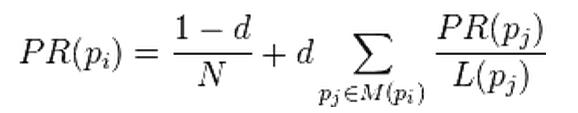 PR(p_i) = \frac{1 - d}{N} + d \sum_{p_j \in M(p_i)} \frac{PR(p_j)}{L(p_j)}